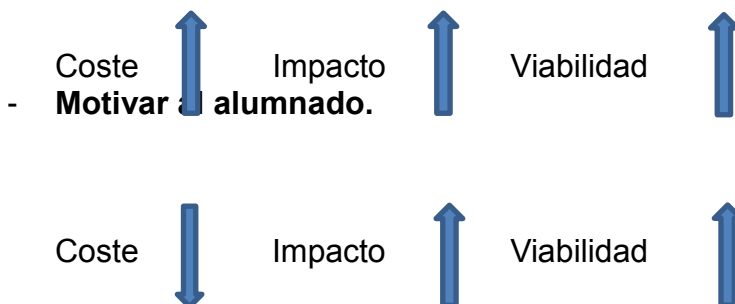 Coste Impacto Viabilidad
- Motivar al alumnado.
Coste Impacto Viabilidad